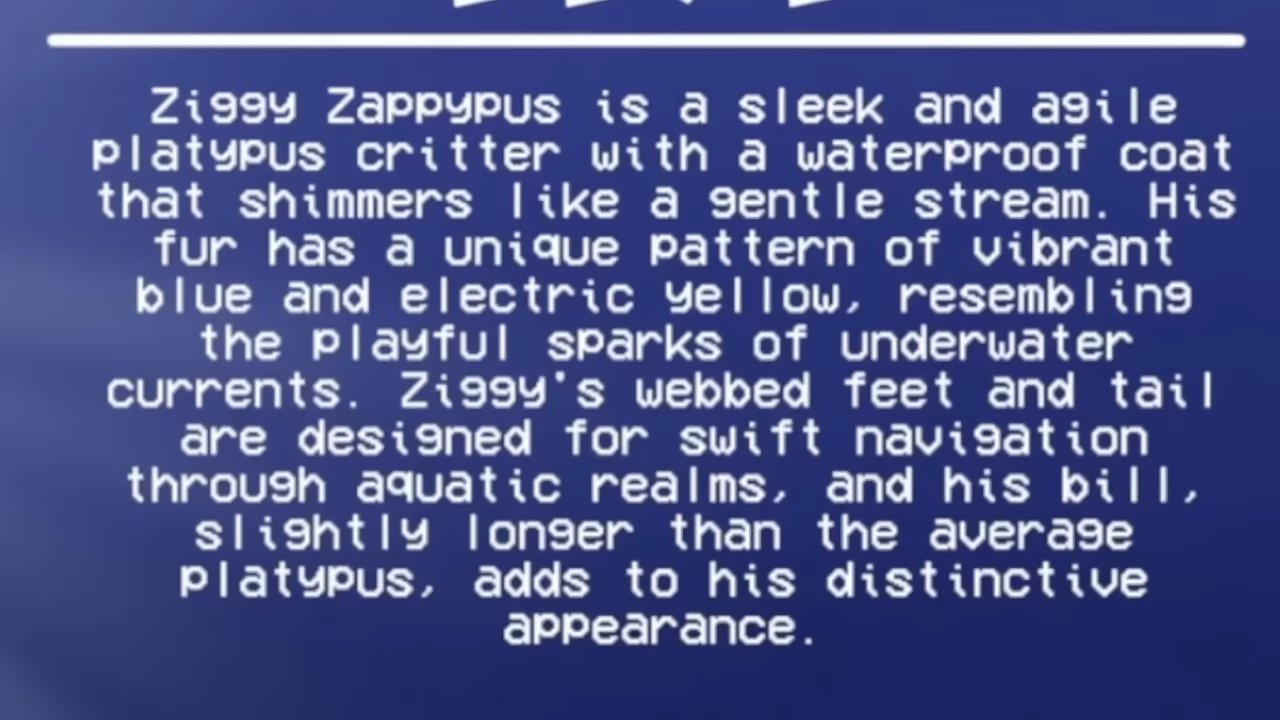 Ziggy Zappypus is a sleek and agile
platypus critter with a waterproof coat
that shimmers like a gentle stream. His
fur has a unique pattern of vibrant
blue and electric yellow, resembling
the playful sparks of underwater
currents. Ziggy's webbed feet and tail
are designed for swift navigation
through aquatic realms, and his bill,
slightly longer than the average
platypus, adds to his distinctive
appearance.